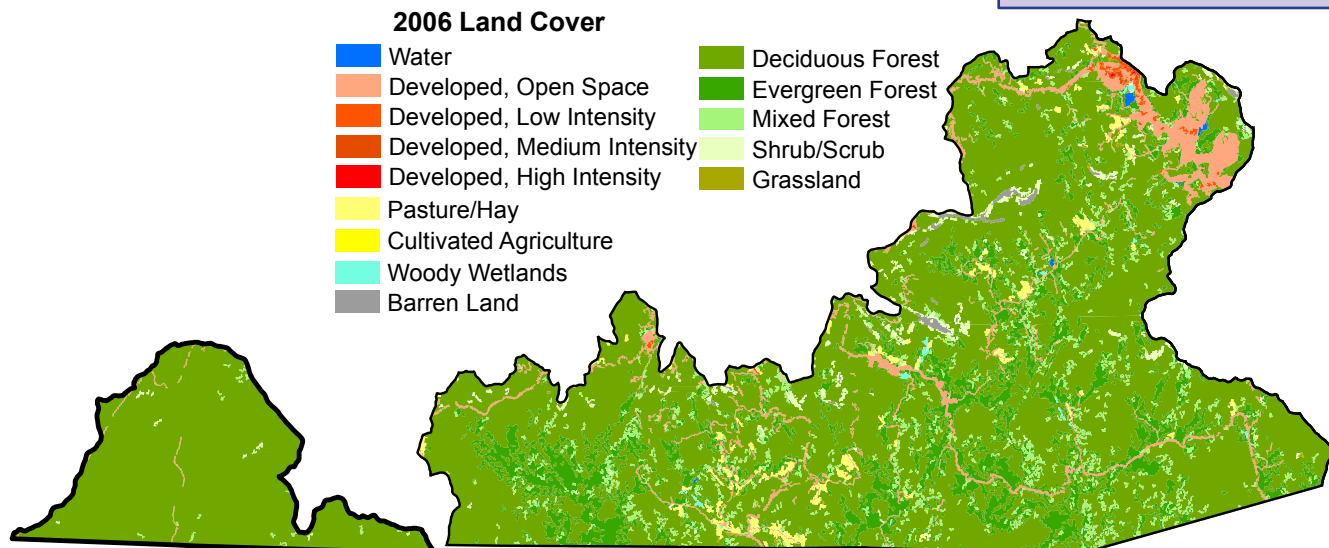 2006 Land Cover
Water
Developed, Open Space
Developed, Low Intensity
Developed, Medium Intensity
Developed, High Intensity
Pasture/Hay
Cultivated Agriculture
Woody Wetlands
Barren Land
Deciduous Forest
Evergreen Forest
Mixed Forest
Shrub/Scrub
Grassland